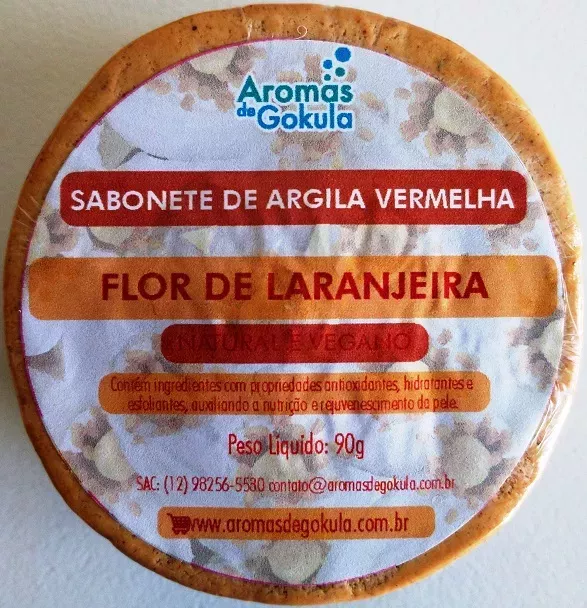 Aromas
de Gokula
SABONETE DE ARGILA VERMELHA
FLOR DE LARANJEIRA
NATURAL E VEGANO
Contém ingredientes com propriedades antioxidantes, hidratantes e
esfoliantes, auxiliando a nutrição e rejuvenescimento da pele.
Peso Líquido: 90g
SAC: (12) 98256-5580 contato@aromasdegokula.com.br
www.aromasdegokula.com.br